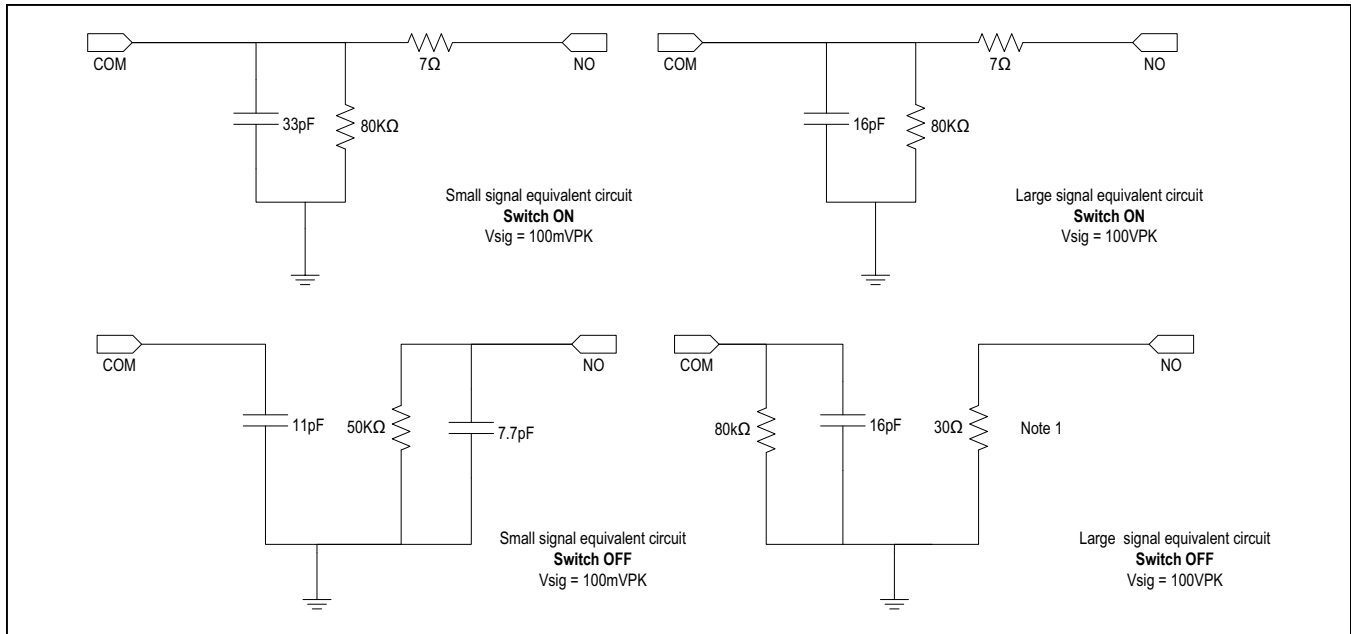 COM
7Ω
NO
33pF
80KΩ
Small signal equivalent circuit
Switch ON
Vsig = 100mVPK
COM
7Ω
NO
16pF
80KΩ
Large signal equivalent circuit
Switch ON
Vsig = 100VPK
COM
NO
11pF
50KΩ
7.7pF
Small signal equivalent circuit
Switch OFF
Vsig = 100mVPK
COM
NO
80kΩ
16pF
30Ω
Note 1
Large signal equivalent circuit
Switch OFF
Vsig = 100VPK